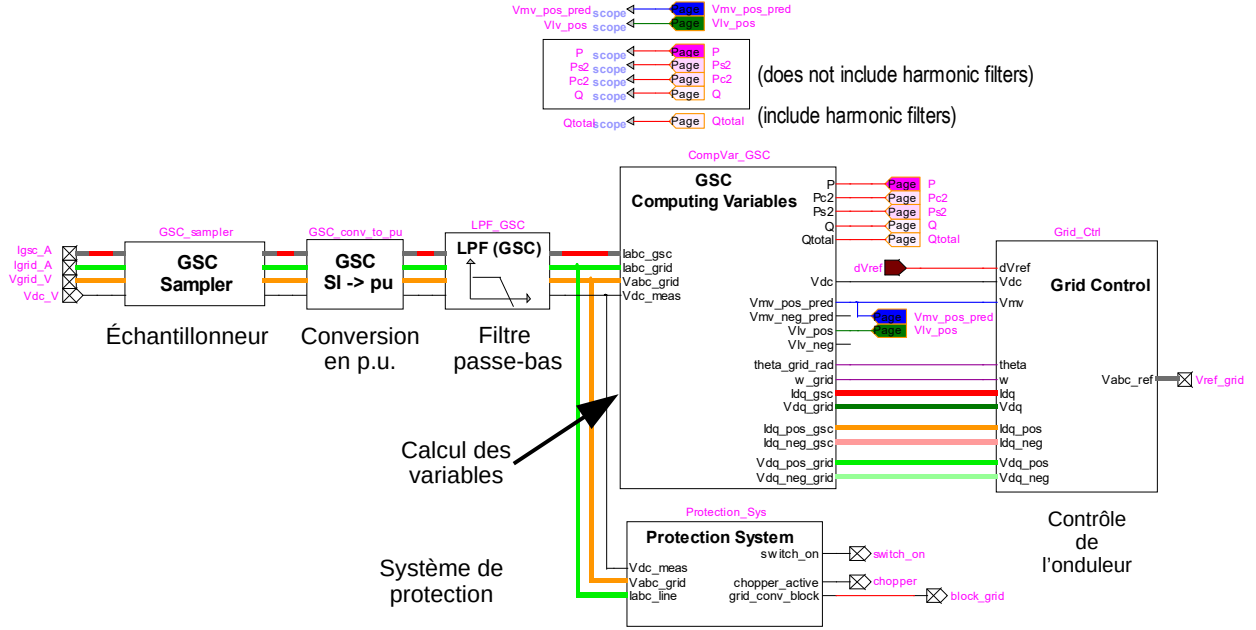 Vmv_pos_pred scope Page Vmv_pos_pred
Vlv_pos scope Page Vlv_pos
P scope Page P
Ps2 scope Page Ps2
Pc2 scope Page Pc2
Q scope Page Q
(does not include harmonic filters)
Qtotal scope Page Qtotal
(include harmonic filters)
CompVar_GSC
GSC
Computing Variables
P Page P
Pc2 Page Pc2
Ps2 Page Ps2
Q Page Q
Qtotal Page Qtotal
GSC_sampler
GSC_conv_to_pu
LPF_GSC
Igsc_A
Igrid_A
Vgrid_V
Vdc_V
GSC
Sampler
GSC
SI -> pu
LPF (GSC)
Iabc_gsc
Iabc_grid
Vabc_grid
Vdc_meas
Échantillonneur
Conversion
en p.u.
Filtre
passe-bas
Calcul des
variables
dVref
Vdc
Vmv_pos_pred
Vmv_neg_pred
Page Vmv_pos_pred
Vlv_pos
Page Vlv_pos
Vlv_neg
theta_grid_rad
w_grid
Idq_gsc
Vdq_grid
Idq_pos_gsc
Idq_neg_gsc
Vdq_pos_grid
Vdq_neg_grid
Grid_Ctrl
Grid Control
dVref
Vdc
Vmv
theta
w
Idq
Vdq
Idq_pos
Idq_neg
Vdq_pos
Vdq_neg
Vabc_ref
Vref_grid
Contrôle
de
l'onduleur
Protection_Sys
Protection System
Système de
protection
Vdc_meas
Vabc_grid
Iabc_line
switch_on
chopper_active
grid_conv_block
switch_on
chopper
block_grid